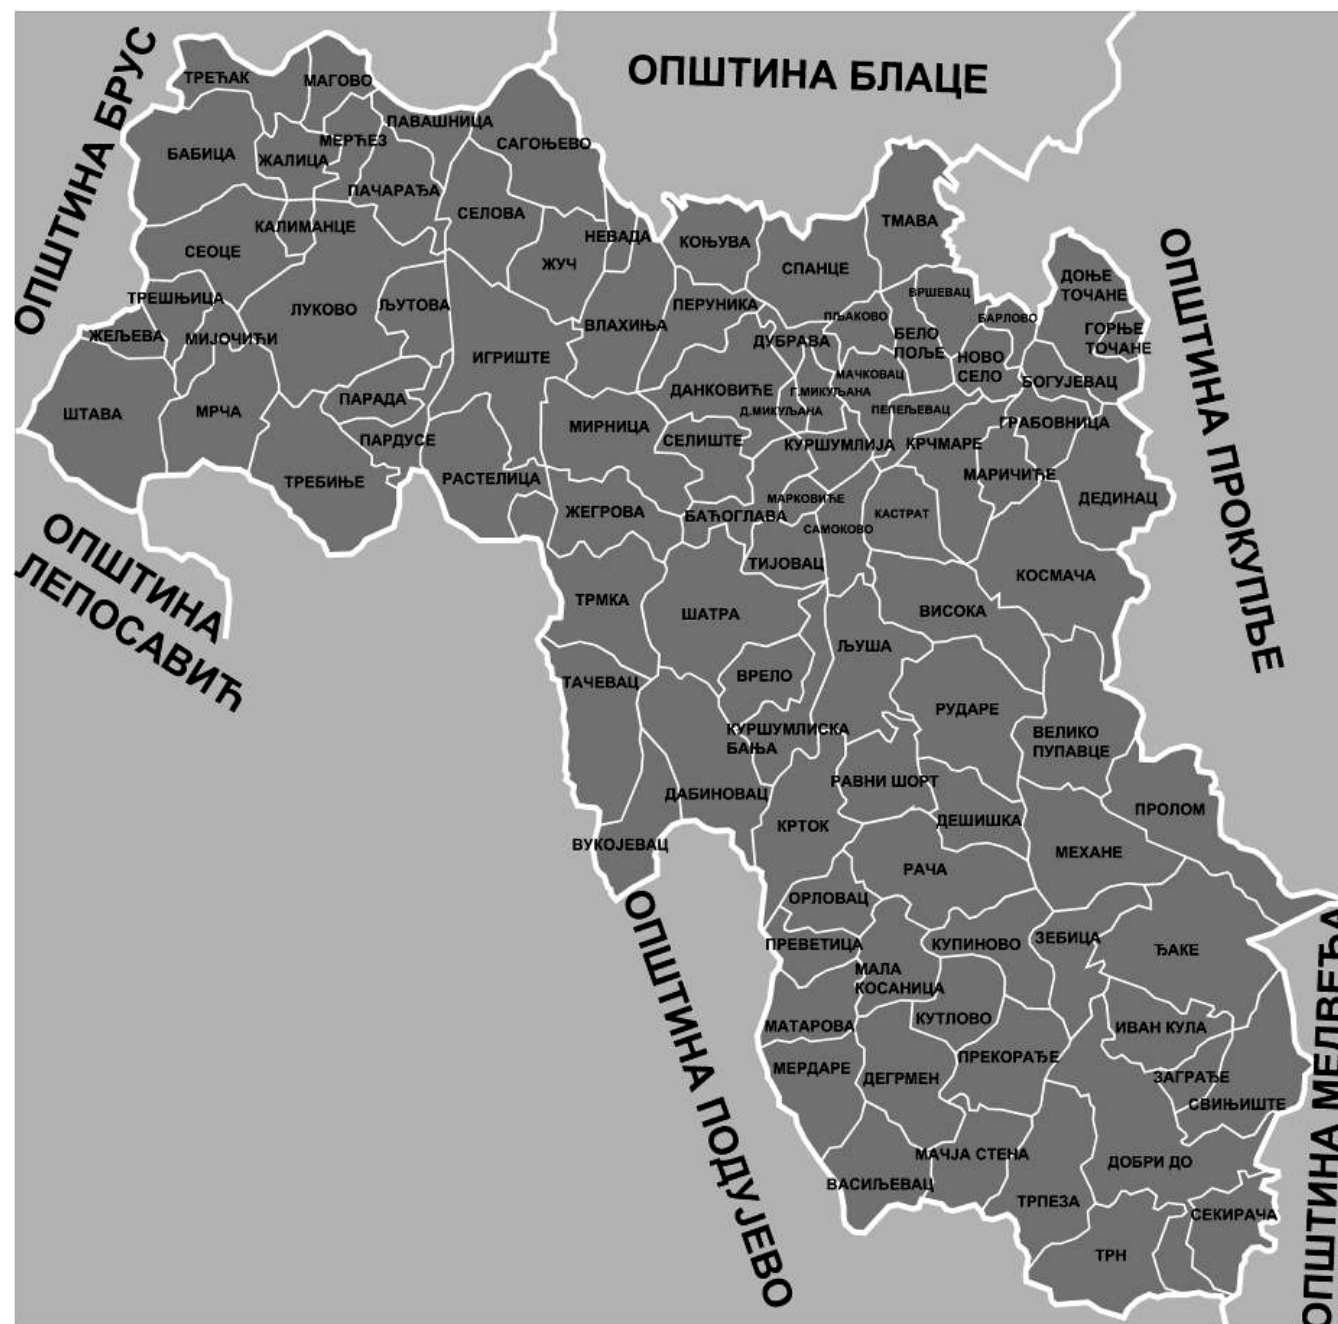 ОПШТИНА БРУС
ОПШТИНА БЛАЦЕ
ТРЕЋАК
МАГОВО
ПАВАШНИЦА
МЕРЂЕЗ
САГОЊЕВО
БАБИЦА
ЖАЛИЦА
ПАЧАРАЂА
СЕЛОВА
ТМАВА
КАЛИМАНЦЕ
НЕВАДА
КОЊУВА
СЕОЦЕ
ЖУЧ
СПАНЦЕ
ДОЊЕ
ТОЧАНЕ
ТРЕШЊИЦА
ЛУКОВО
ЉУТОВА
ПЕРУНИКА
ВРШЕВАЦ
ПЉАКОВО
БАРЛОВО
ВЛАХИЊА
ЖЕЉЕВА
МИЈОЧИЋИ
ДУБРАВА
БЕЛО
ПОЉЕ
ГОРЊЕ
ТОЧАНЕ
ИГРИШТЕ
НОВО
СЕЛО
МАЧКОВАЦ
БОГУЈЕВАЦ
ДАНКОВИЋЕ
Г.МИКУЉАНА
ШТАВА
МРЧА
ПАРАДА
Д.МИКУЉАНА
ПЕПЕЉЕВАЦ
ГРАБОВНИЦА
МИРНИЦА
ПАРДУСЕ
СЕЛИШТЕ
КУРШУМЛИЈА
КРЧМАРЕ
ТРЕБИЊЕ
РАСТЕЛИЦА
МАРИЧИЋЕ
МАРКОВИЋЕ
ДЕДИНАЦ
ЖЕГРОВА
БАЋОГЛАВА
КАСТРАТ
САМОКОВО
ОПШТИНА ПРОКУПЉЕ
ОПШТИНА
ЛЕПОСАВИЋ
ТИЈОВАЦ
КОСМАЧА
ТРМКА
ШАТРА
ВИСОКА
ЉУША
ТАЧЕВАЦ
ВРЕЛО
РУДАРЕ
КУРШУМЛИСКА
БАЊА
ВЕЛИКО
ПУПАВЦЕ
ДАБИНОВАЦ
РАВНИ ШОРТ
ПРОЛОМ
КРТОК
ДЕШИШКА
ВУКОЈЕВАЦ
МЕХАНЕ
РАЧА
ОРЛОВАЦ
ПРЕВЕТИЦА
КУПИНОВО
ЗЕБИЦА
ЂАКЕ
МАЛА
КОСАНИЦА
МАТАРОВА
КУТЛОВО
ИВАН КУЛА
МЕРДАРЕ
ДЕГРМЕН
ПРЕКОРАЂЕ
ЗАГРАЂЕ
СВИЊИШТЕ
ОПШТИНА ПОДУЈЕВО
ОПШТИНА МЕДВЕЂА
МАЧЈА СТЕНА
ДОБРИ ДО
ВАСИЉЕВАЦ
ТРПЕЗА
СЕКИРАЧА
ТРН